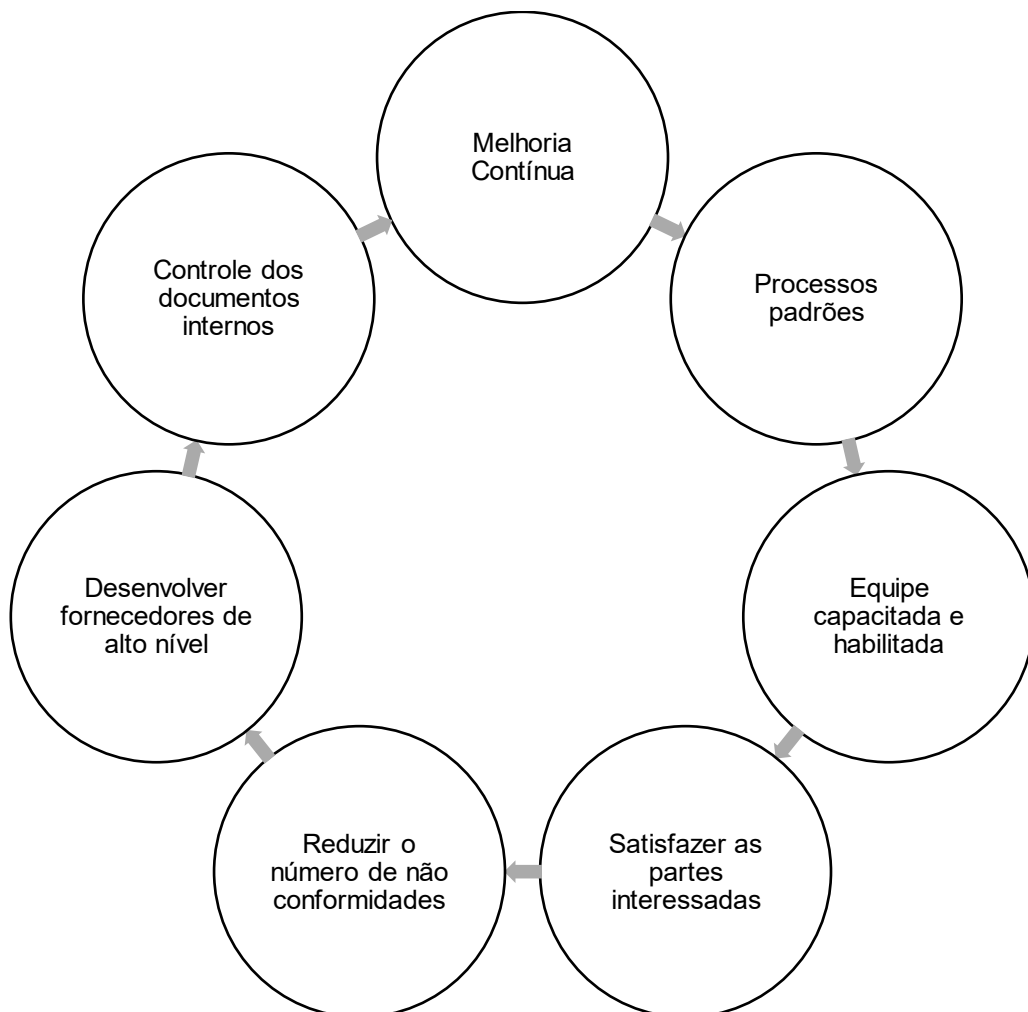 Melhoria
Contínua
Processos
padrões
Equipe
capacitada e
habilitada
Satisfazer as
partes
interessadas
Reduzir o
número de não
conformidades
Desenvolver
fornecedores de
alto nível
Controle dos
documentos
internos